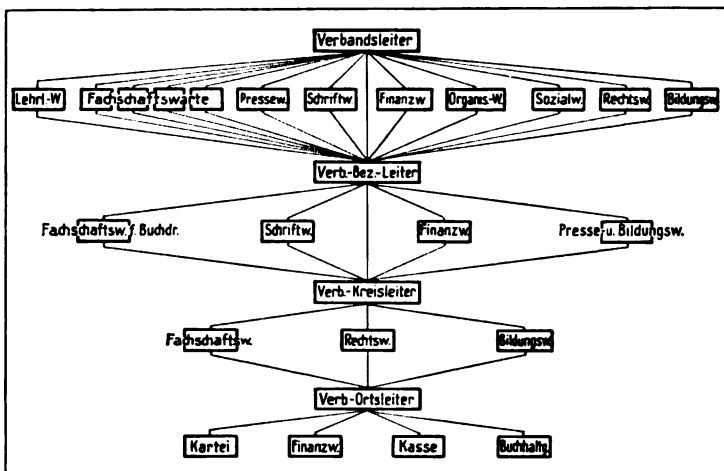 Verbandsleiter
Lehrl.-W. Fachschaftswarte Pressew. Schriftw. Finanzw. Organis-W. Sozialw. Rechtsw. Bildungsw.
Verb.-Bez.-Leiter
Fachschaftsw. f. Buchdr. Schriftw. Finanzw. Presse-u. Bildungsw.
Verb.-Kreisleiter
Fachschaftsw. Rechtsw. Bildungsw.
Verb-Ortsleiter
Kartei Finanzw. Kasse Buchhaltg.